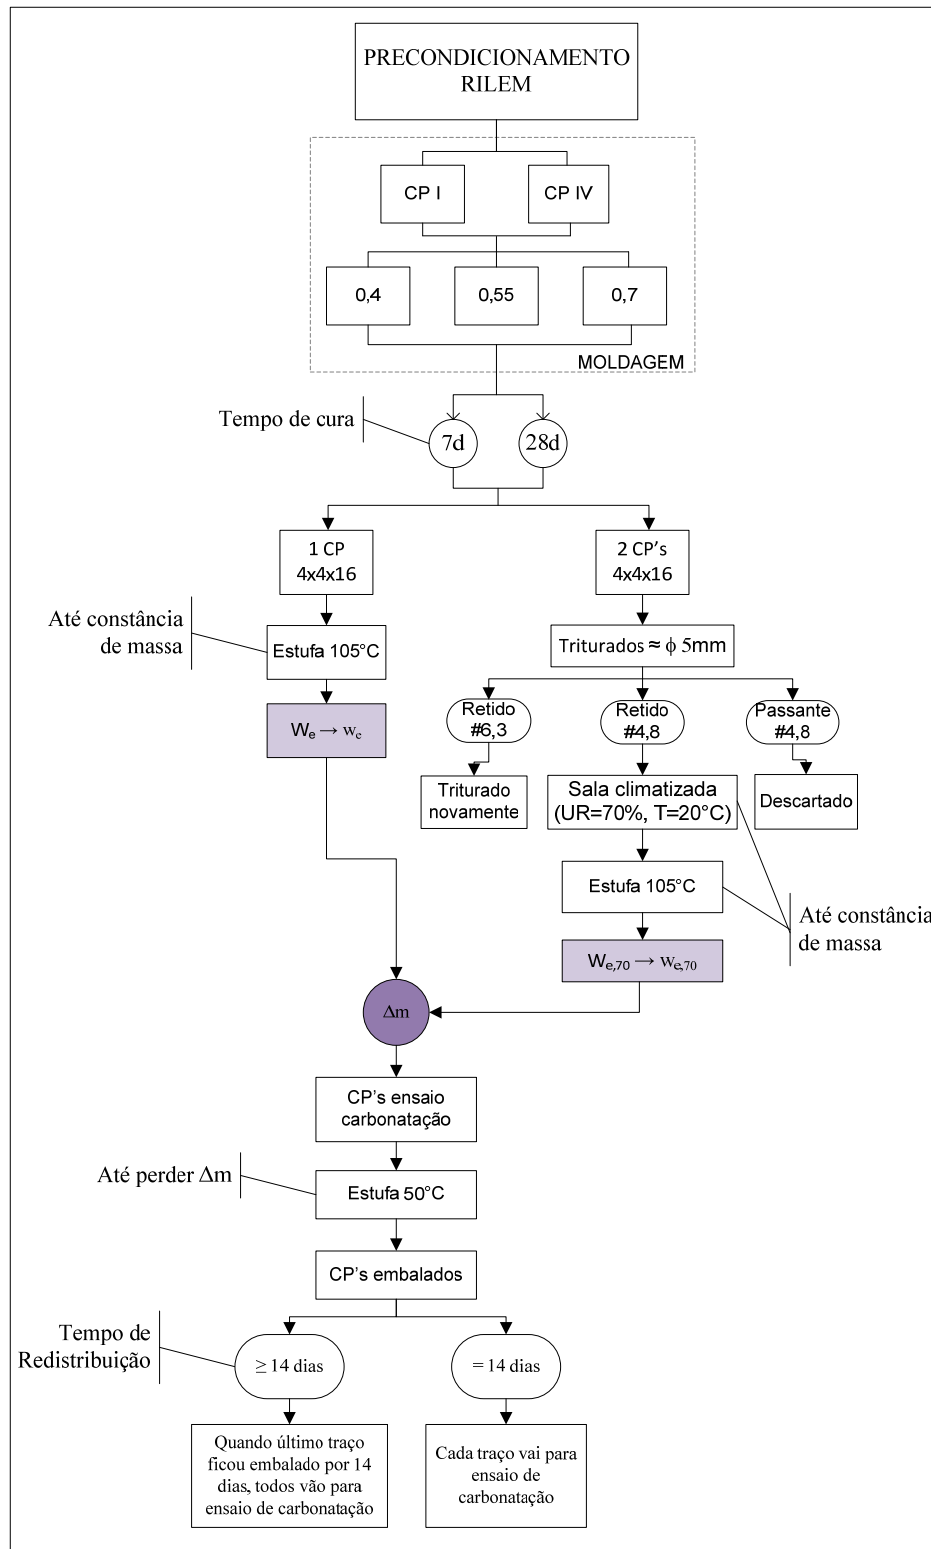 PRECONDICIONAMENTO
RILEM
CP I
CP IV
0,4
0,55
0,7
MOLDAGEM
Tempo de cura
7d
28d
1 CP
4x4x16
2 CP's
4x4x16
Até constância
de massa
Estufa 105°C
Triturados ≈ ϕ 5mm
Retido
#6,3
Retido
#4,8
Passante
#4,8
We → wc
Triturado
novamente
Sala climatizada
(UR=70%, T=20°C)
Descartado
Estufa 105°C
Até constância
de massa
We,70 → we,70
Δm
CP's ensaio
carbonatação
Até perder Δm
Estufa 50°C
CP's embalados
Tempo de
Redistribuição
≥ 14 dias
= 14 dias
Quando último traço
ficou embalado por 14
dias, todos vão para
ensaio de carbonatação
Cada traço vai para
ensaio de
carbonatação